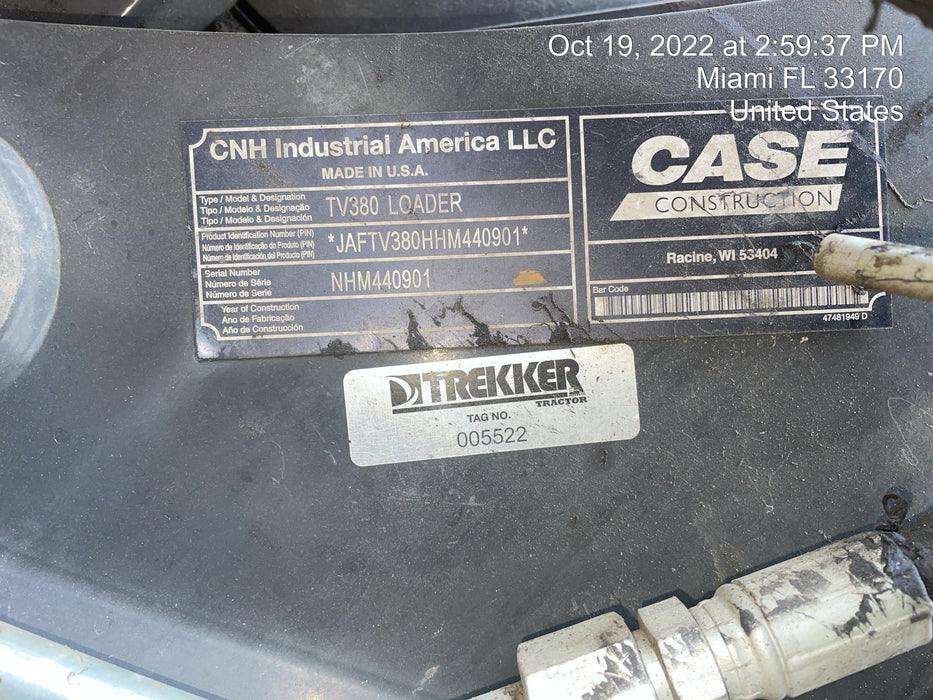 Oct 19, 2022 at 2:59:37 PM
Miami FL 33170
United States
CNH Industrial America LLC
MADE IN U.S.A.
Type / Model & Designation
Tipo / Modelo & Designação
Tipo / Modelo & Designación
TV380 LOADER
Product Identification Number (PIN)
Número de Identificação do Produto (PIN)
Número de Identificación del Producto (PIN)
*JAFTV380HHM440901*
Serial Number
Número de Série
Número de Serie
NHM440901
Year of Construction
Ano de Fabricação
Año de Construcción
CASE
CONSTRUCTION
Racine, WI 53404
Bar Code
47481949 D
TREKKER
TRACTOR
TAG NO.
005522